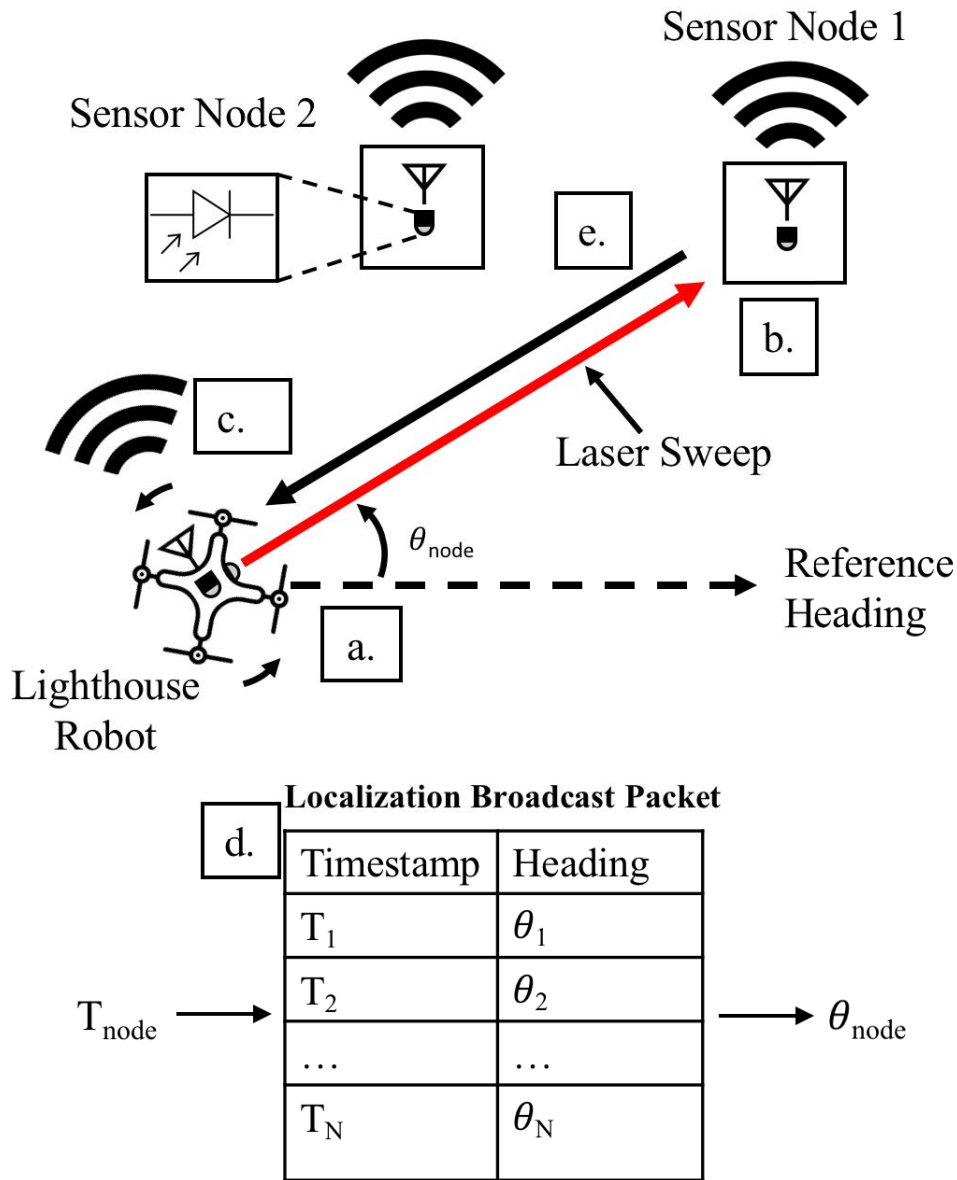 Sensor Node 1
Sensor Node 2
e.
b.
c.
Laser Sweep
θnode
Reference
Heading
a.
Lighthouse
Robot
Localization Broadcast Packet
d.
Timestamp Heading
T1 θ1
T2 θ2
Tnode
θnode
... ...
TN θN